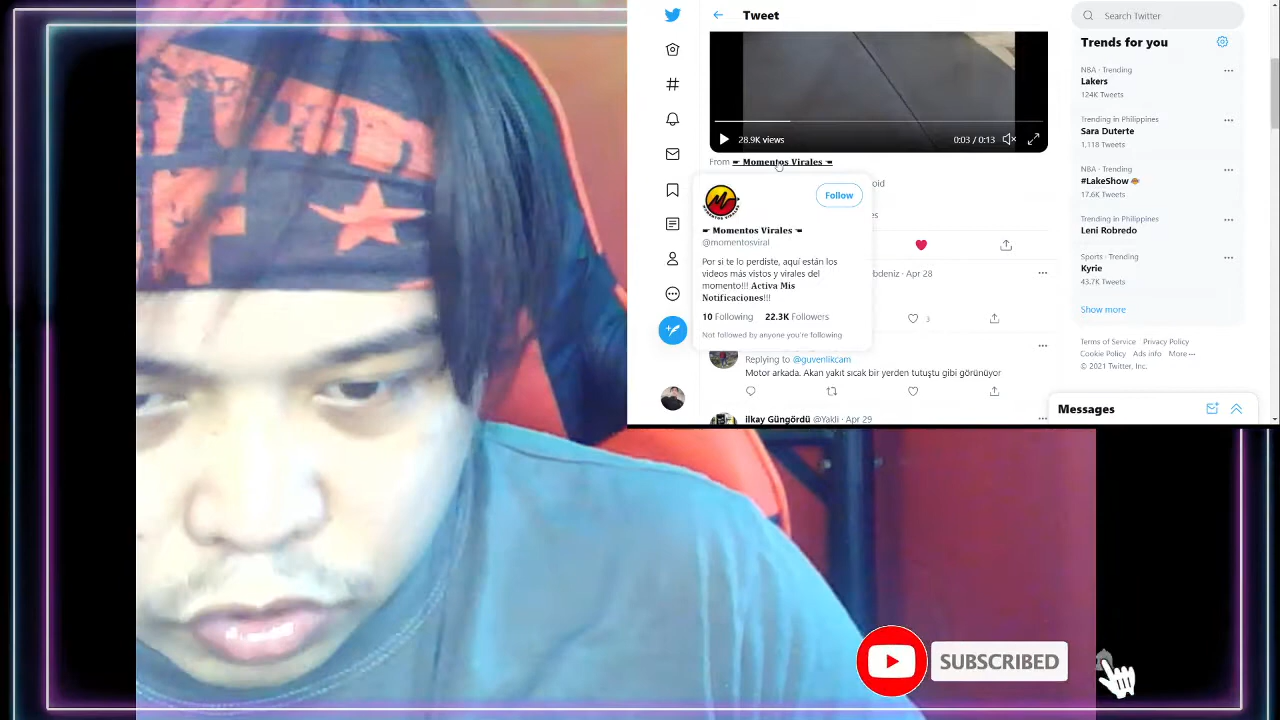 Tweet
28.9K views
0:03 / 0:13
From ☛ Momentos Virales ☚
oid
Follow
MOMENTOS VIRALES
☛ Momentos Virales ☚
@momentosviral
Por si te lo perdiste, aquí están los
videos más vistos y virales del
momento!!! Activa Mis
Notificaciones!!!
10 Following 22.3K Followers
Not followed by anyone you're following
es
bdeniz · Apr 28
3
Replying to @guvenlikcam
Motor arkada. Akan yakıt sıcak bir yerden tutuştu gibi görünüyor
ilkay Güngördü @Yakli · Apr 29
Search Twitter
Trends for you
NBA · Trending
Lakers
124K Tweets
Trending in Philippines
Sara Duterte
1,118 Tweets
#LakeShow
17.6K Tweets
Trending in Philippines
Leni Robredo
Sports · Trending
Kyrie
43.7K Tweets
Show more
Terms of Service Privacy Policy
Cookie Policy Ads info More ···
© 2021 Twitter, Inc.
Messages
SUBSCRIBED